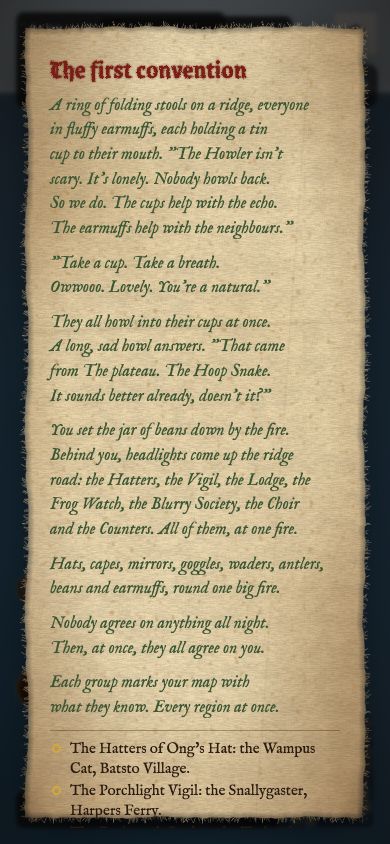 The first convention
A ring of folding stools on a ridge, everyone
in fluffy earmuffs, each holding a tin
cup to their mouth. ”The Howler isn’t
scary. It’s lonely. Nobody howls back.
So we do. The cups help with the echo.
The earmuffs help with the neighbours.”
”Take a cup. Take a breath.
Owwooo. Lovely. You’re a natural.”
They all howl into their cups at once.
A long, sad howl answers. ”That came
from The plateau. The Hoop Snake.
It sounds better already, doesn’t it?”
You set the jar of beans down by the fire.
Behind you, headlights come up the ridge
road: the Hatters, the Vigil, the Lodge, the
Frog Watch, the Blurry Society, the Choir
and the Counters. All of them, at one fire.
Hats, capes, mirrors, goggles, waders, antlers,
beans and earmuffs, round one big fire.
Nobody agrees on anything all night.
Then, at once, they all agree on you.
Each group marks your map with
what they know. Every region at once.
The Hatters of Ong’s Hat: the Wampus
Cat, Batsto Village.
The Porchlight Vigil: the Snallygaster,
Harpers Ferry.